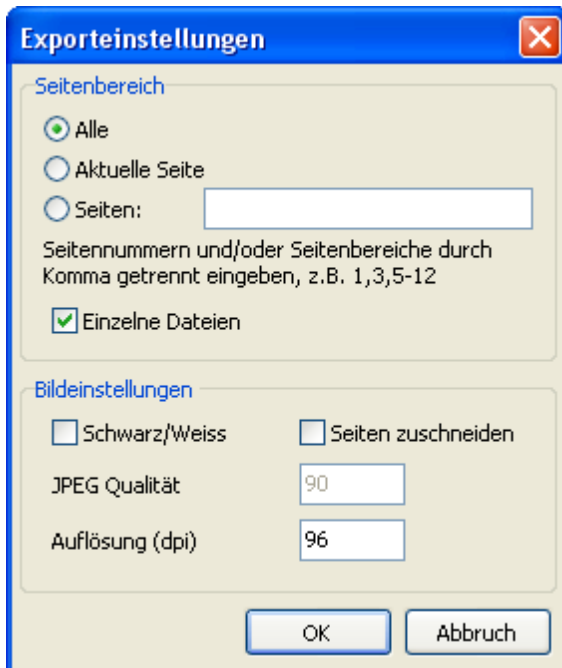 Exporteinstellungen
Seitenbereich
Alle
Aktuelle Seite
Seiten:
Seitennummern und/oder Seitenbereiche durch
Komma getrennt eingeben, z.B. 1,3,5-12
Einzelne Dateien
Bildeinstellungen
Schwarz/Weiss Seiten zuschneiden
JPEG Qualität 90
Auflösung (dpi) 96
OK Abbruch